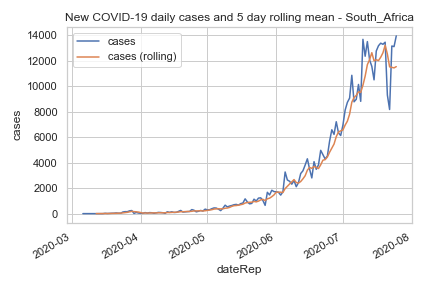 New COVID-19 daily cases and 5 day rolling mean - South_Africa
cases
cases (rolling)
14000
12000
10000
8000
6000
4000
2000
0
cases
2020-03
2020-04
2020-05
2020-06
2020-07
2020-08
dateRep